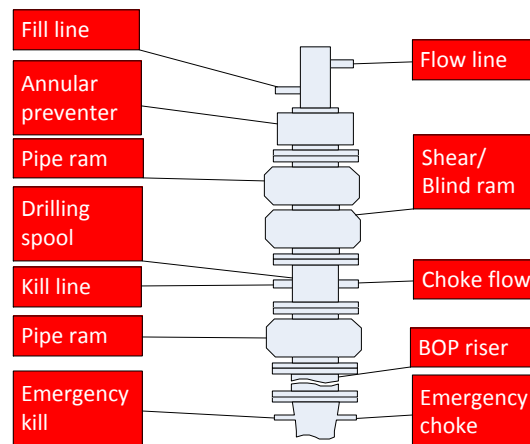 Fill line
Annular
preventer
Pipe ram
Drilling
spool
Kill line
Pipe ram
Emergency
kill
Flow line
Shear/
Blind ram
Choke flow
BOP riser
Emergency
choke